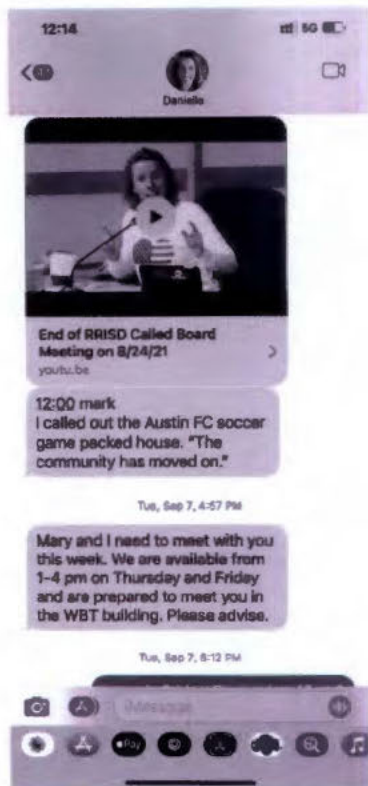 12:14
5G
Danielle
End of RRISD Called Board
Meeting on 8/24/21
youtu.be
12:00 mark
I called out the Austin FC soccer
game packed house. "The
community has moved on."
Tue, Sep 7, 4:57 PM
Mary and I need to meet with you
this week. We are available from
1-4 pm on Thursday and Friday
and are prepared to meet you in
the WBT building. Please advise.
Tue, Sep 7, 6:12 PM
iMessage
Pay